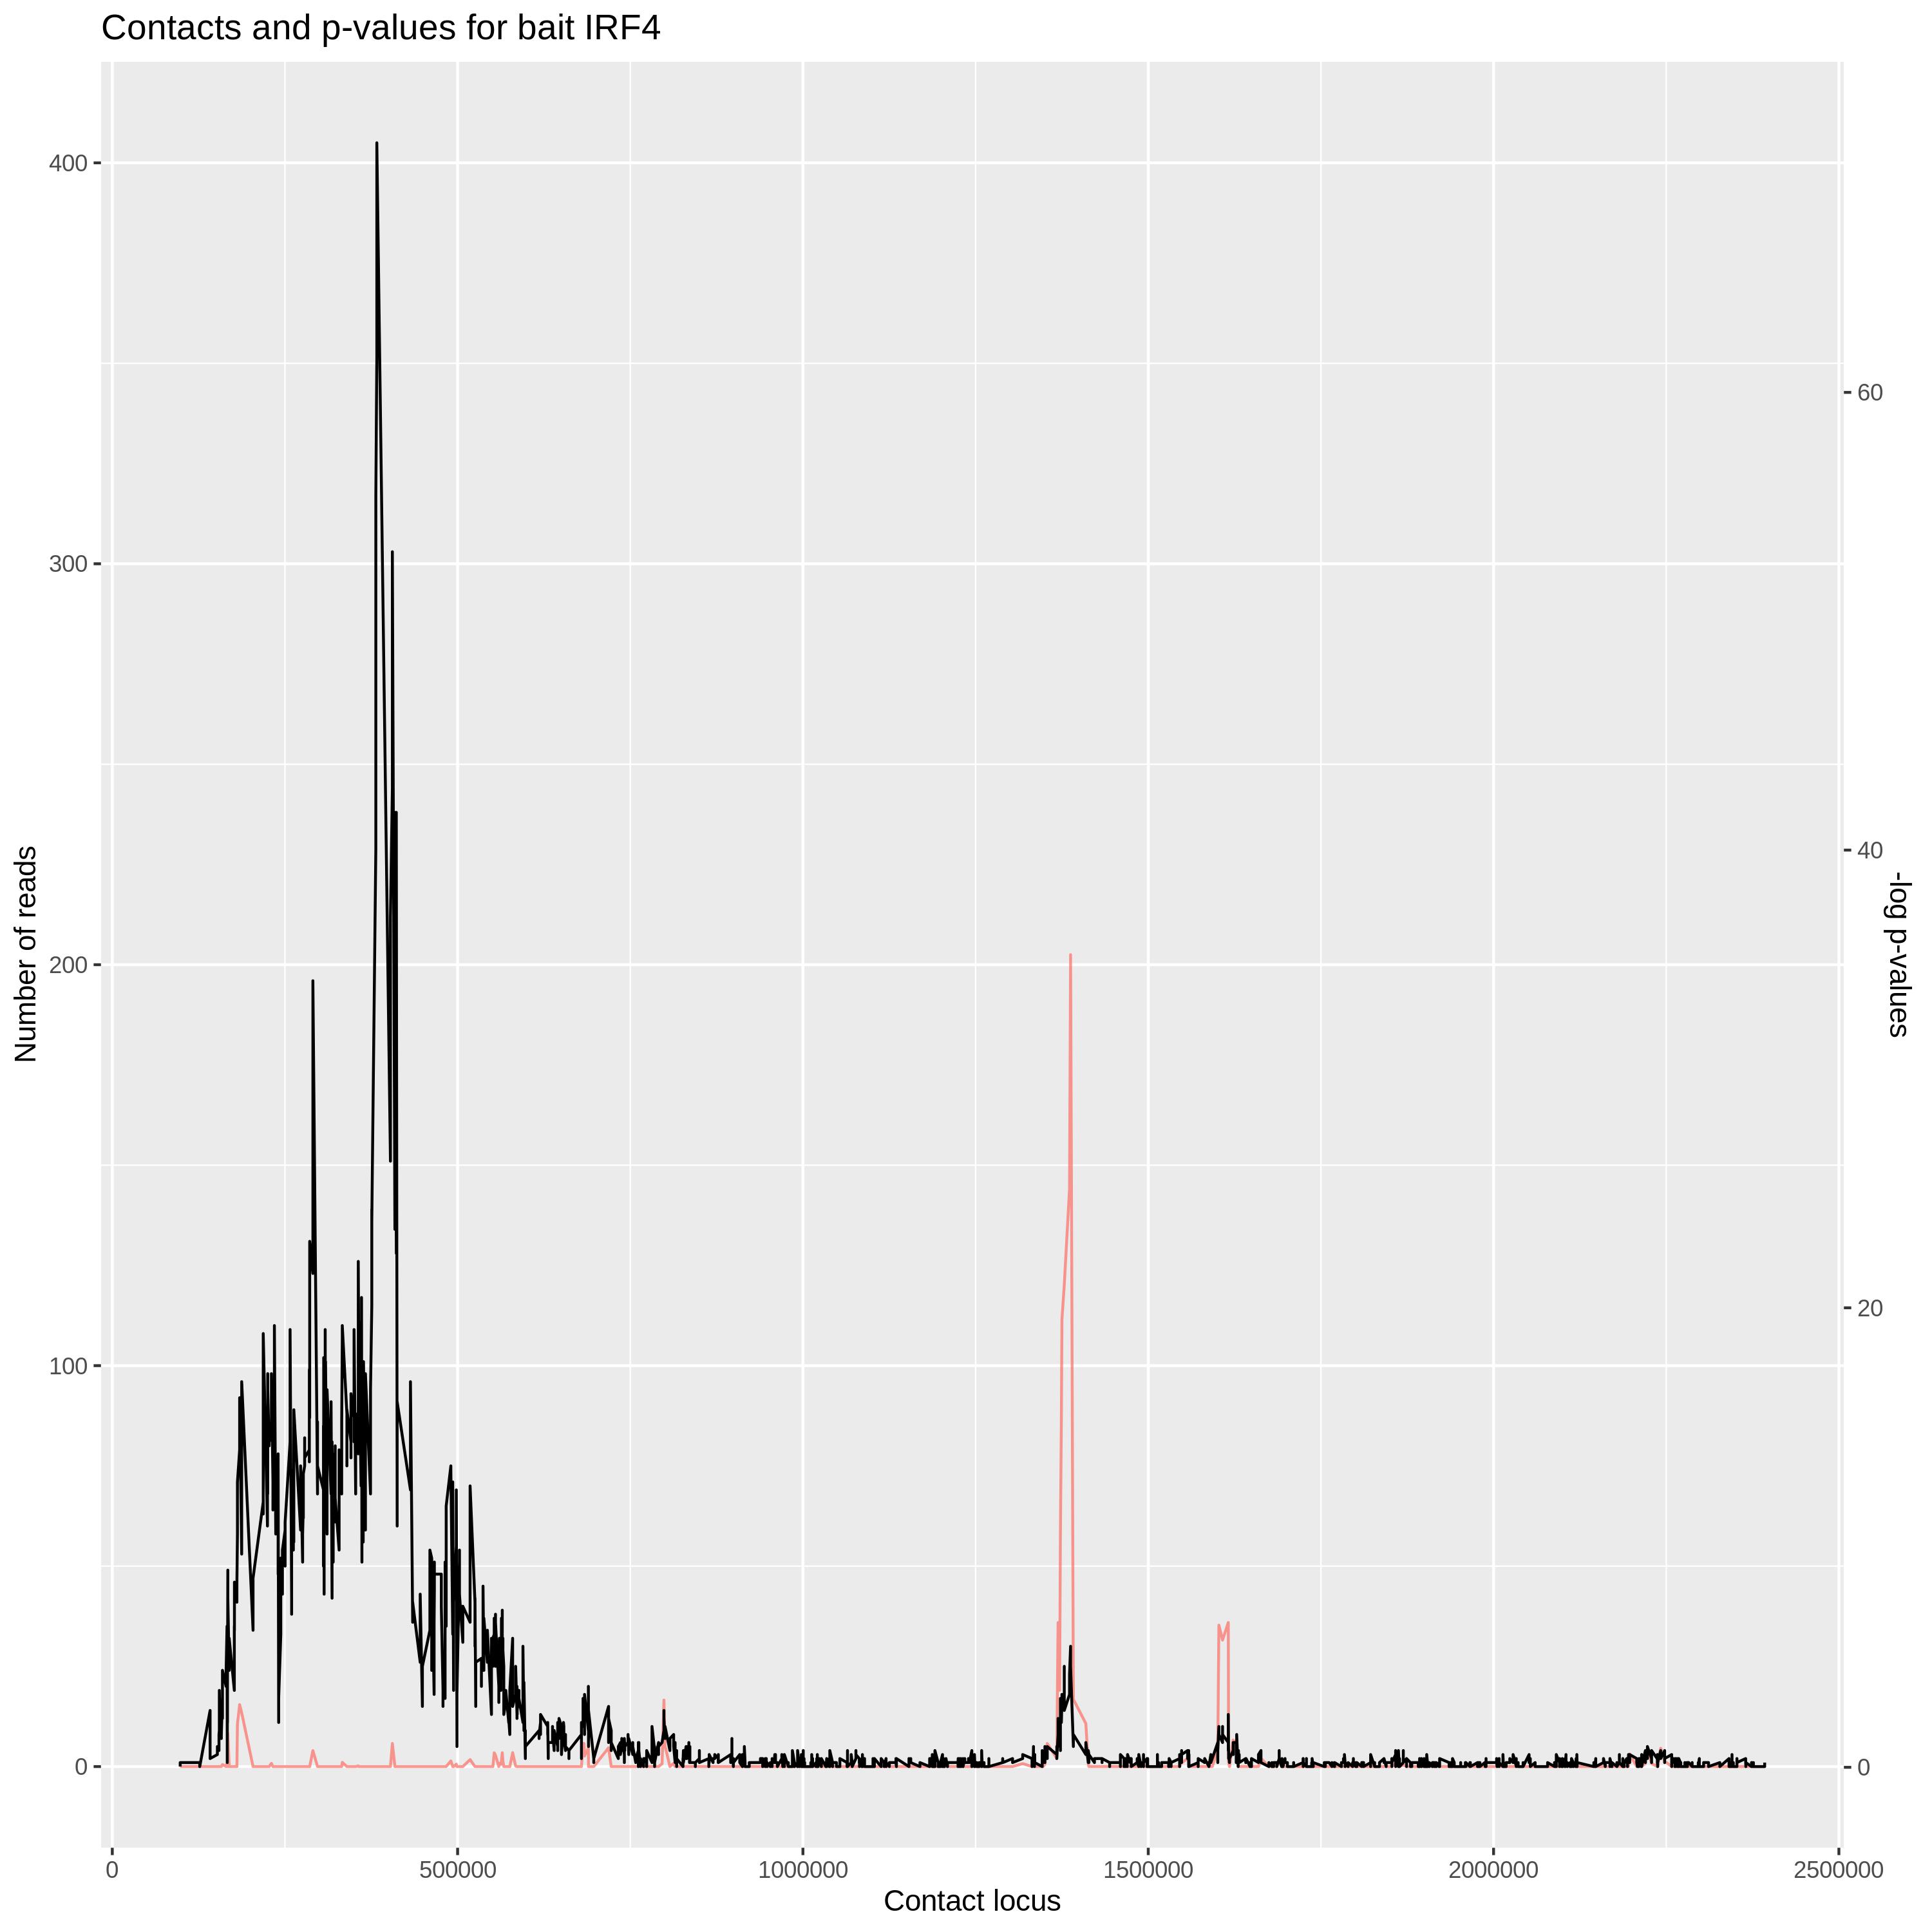 Contacts and p-values for bait IRF4
400
300
200
100
0
Number of reads
60
40
20
0
-log p-values
0 500000 1000000 1500000 2000000 2500000
Contact locus